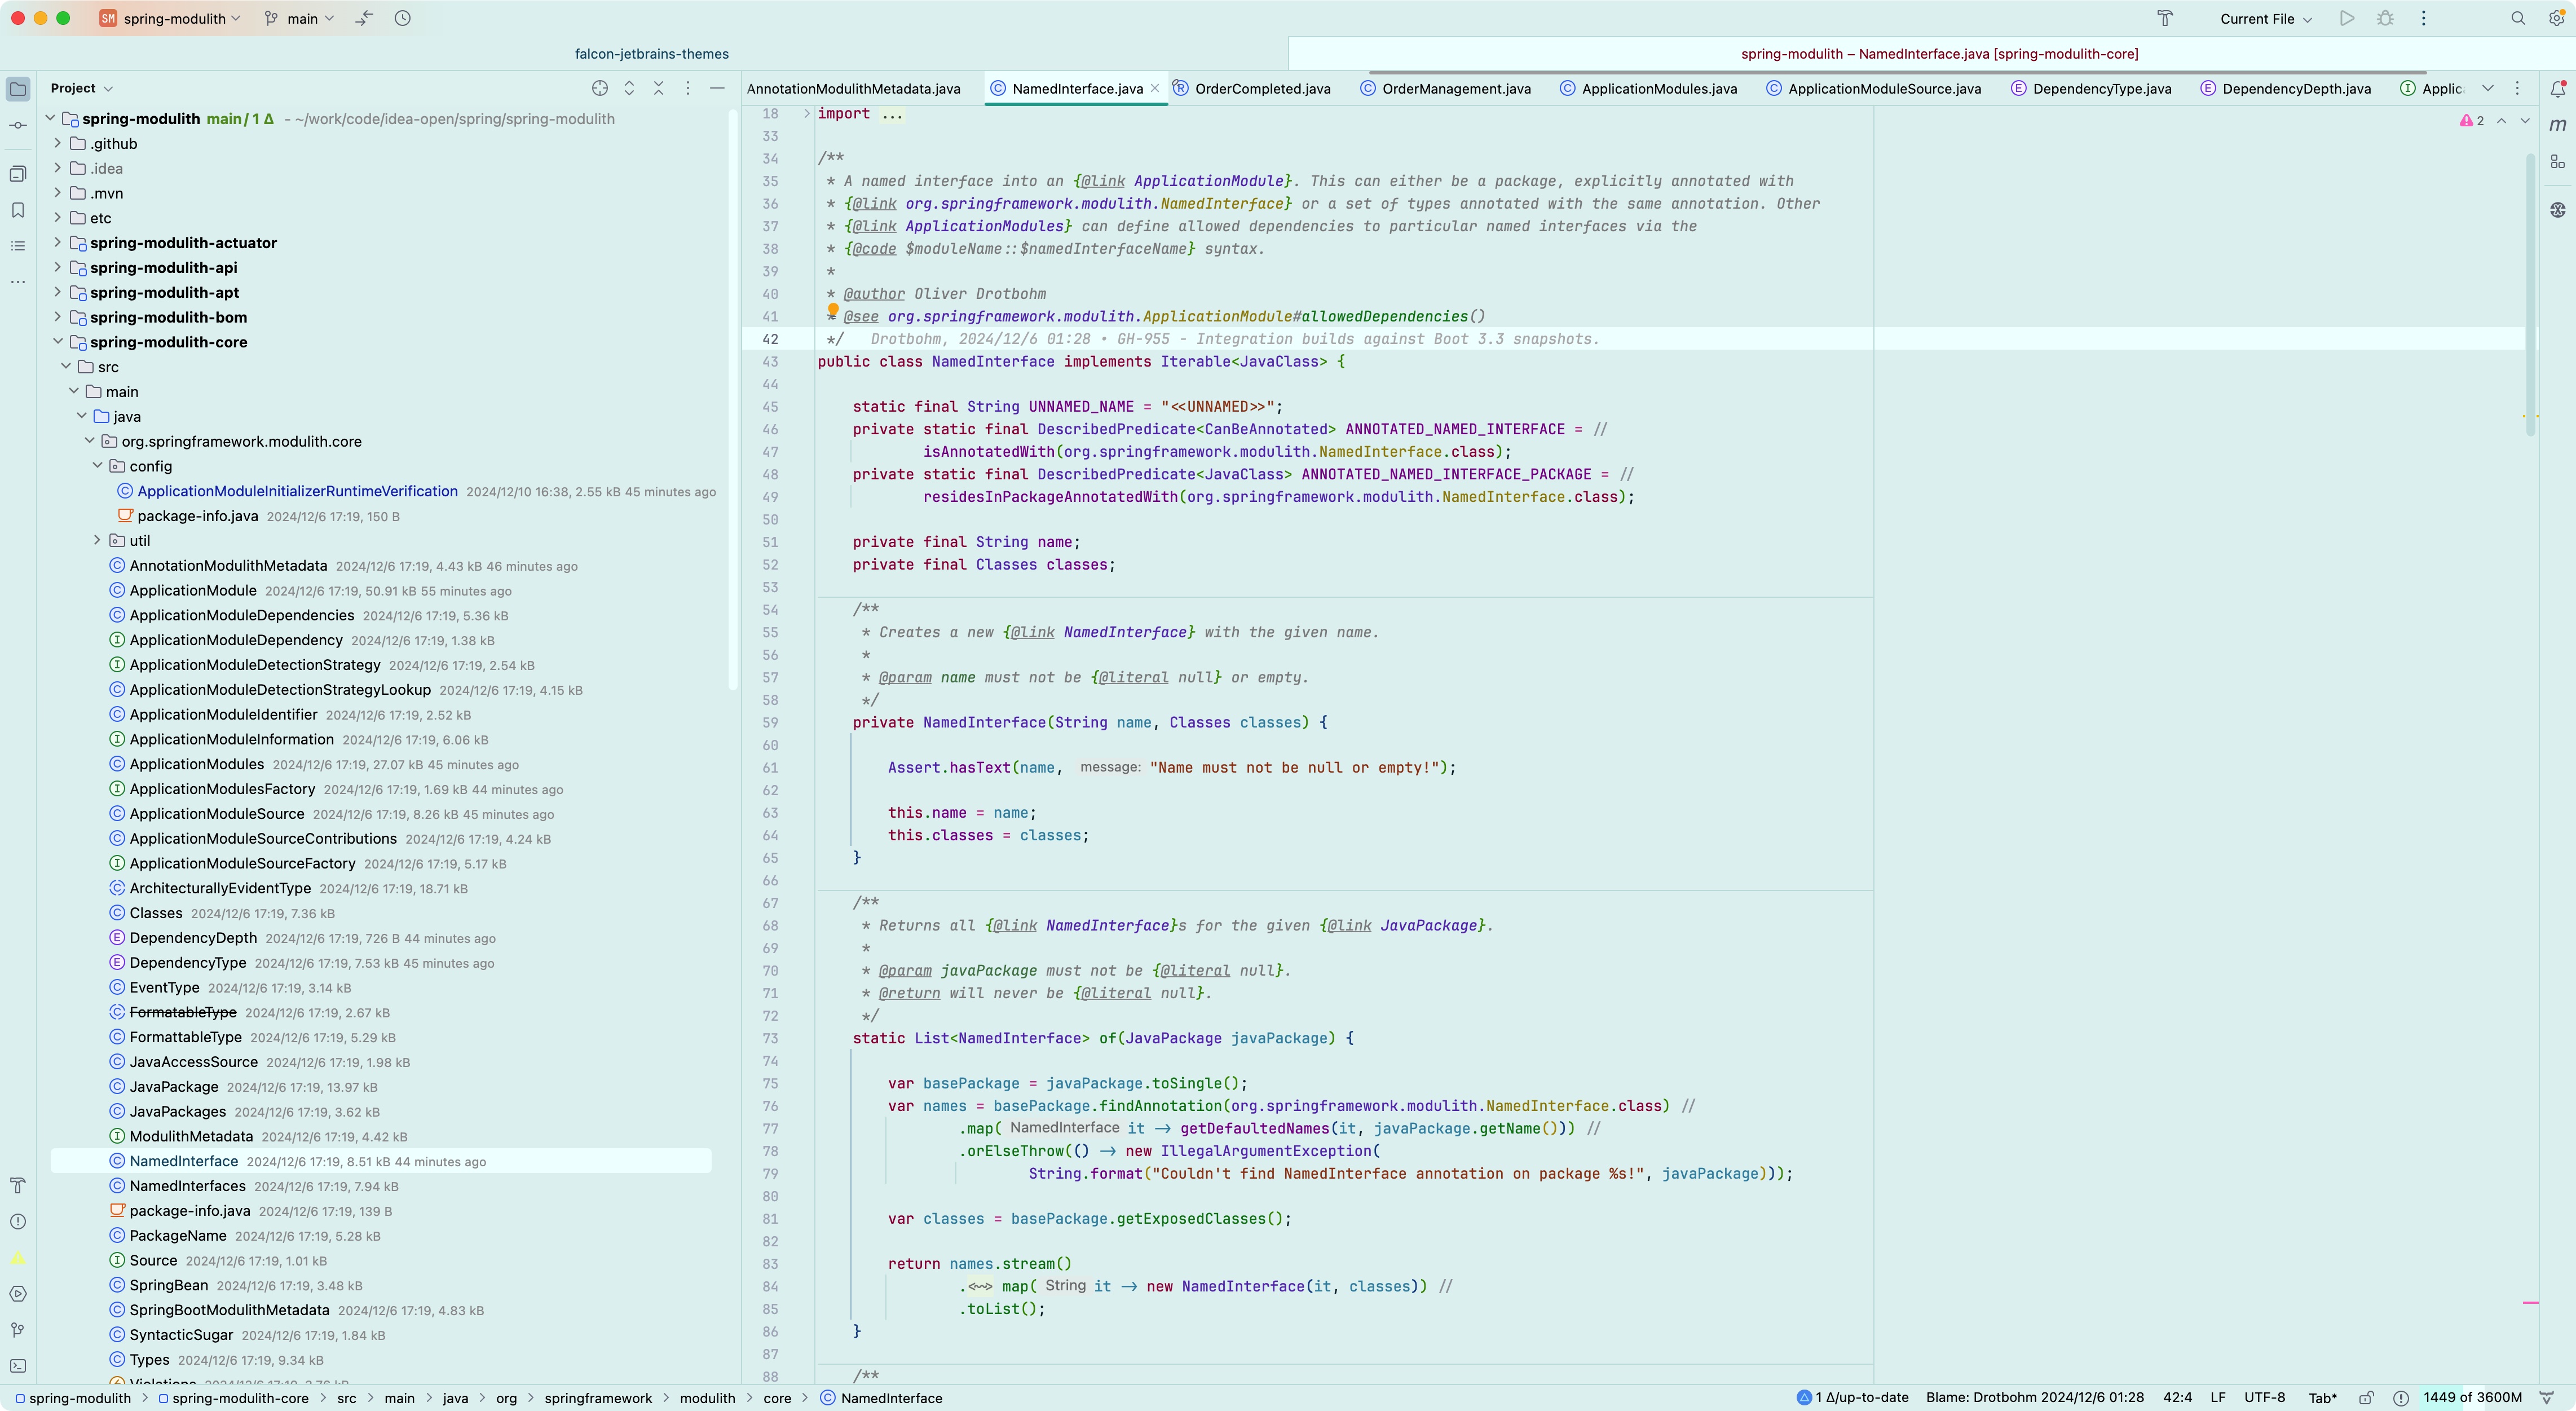 SM spring-modulith main Current File
falcon-jetbrains-themes
spring-modulith – NamedInterface.java [spring-modulith-core]
Project
spring-modulith main / 1 Δ - ~/work/code/idea-open/spring/spring-modulith
.github
.idea
.mvn
etc
spring-modulith-actuator
spring-modulith-api
spring-modulith-apt
spring-modulith-bom
spring-modulith-core
src
main
java
org.springframework.modulith.core
config
ApplicationModuleInitializerRuntimeVerification 2024/12/10 16:38, 2.55 kB 45 minutes ago
package-info.java 2024/12/6 17:19, 150 B
util
AnnotationModulithMetadata 2024/12/6 17:19, 4.43 kB 46 minutes ago
ApplicationModule 2024/12/6 17:19, 50.91 kB 55 minutes ago
ApplicationModuleDependencies 2024/12/6 17:19, 5.36 kB
ApplicationModuleDependency 2024/12/6 17:19, 1.38 kB
ApplicationModuleDetectionStrategy 2024/12/6 17:19, 2.54 kB
ApplicationModuleDetectionStrategyLookup 2024/12/6 17:19, 4.15 kB
ApplicationModuleIdentifier 2024/12/6 17:19, 2.52 kB
ApplicationModuleInformation 2024/12/6 17:19, 6.06 kB
ApplicationModules 2024/12/6 17:19, 27.07 kB 45 minutes ago
ApplicationModulesFactory 2024/12/6 17:19, 1.69 kB 44 minutes ago
ApplicationModuleSource 2024/12/6 17:19, 8.26 kB 45 minutes ago
ApplicationModuleSourceContributions 2024/12/6 17:19, 4.24 kB
ApplicationModuleSourceFactory 2024/12/6 17:19, 5.17 kB
ArchitecturallyEvidentType 2024/12/6 17:19, 18.71 kB
Classes 2024/12/6 17:19, 7.36 kB
DependencyDepth 2024/12/6 17:19, 726 B 44 minutes ago
DependencyType 2024/12/6 17:19, 7.53 kB 45 minutes ago
EventType 2024/12/6 17:19, 3.14 kB
FormatableType 2024/12/6 17:19, 2.67 kB
FormattableType 2024/12/6 17:19, 5.29 kB
JavaAccessSource 2024/12/6 17:19, 1.98 kB
JavaPackage 2024/12/6 17:19, 13.97 kB
JavaPackages 2024/12/6 17:19, 3.62 kB
ModulithMetadata 2024/12/6 17:19, 4.42 kB
NamedInterface 2024/12/6 17:19, 8.51 kB 44 minutes ago
NamedInterfaces 2024/12/6 17:19, 7.94 kB
package-info.java 2024/12/6 17:19, 139 B
PackageName 2024/12/6 17:19, 5.28 kB
Source 2024/12/6 17:19, 1.01 kB
SpringBean 2024/12/6 17:19, 3.48 kB
SpringBootModulithMetadata 2024/12/6 17:19, 4.83 kB
SyntacticSugar 2024/12/6 17:19, 1.84 kB
Types 2024/12/6 17:19, 9.34 kB
AnnotationModulithMetadata.java NamedInterface.java OrderCompleted.java OrderManagement.java ApplicationModules.java ApplicationModuleSource.java DependencyType.java DependencyDepth.java Applic
2
18 import ...
33
34 /**
35 * A named interface into an {@link ApplicationModule}. This can either be a package, explicitly annotated with
36 * {@link org.springframework.modulith.NamedInterface} or a set of types annotated with the same annotation. Other
37 * {@link ApplicationModules} can define allowed dependencies to particular named interfaces via the
38 * {@code $moduleName::$namedInterfaceName} syntax.
39 *
40 * @author Oliver Drotbohm
41 * @see org.springframework.modulith.ApplicationModule#allowedDependencies()
42 */ Drotbohm, 2024/12/6 01:28 • GH-955 - Integration builds against Boot 3.3 snapshots.
43 public class NamedInterface implements Iterable<JavaClass> {
44
45 static final String UNNAMED_NAME = "<<UNNAMED>>";
46 private static final DescribedPredicate<CanBeAnnotated> ANNOTATED_NAMED_INTERFACE = //
47 isAnnotatedWith(org.springframework.modulith.NamedInterface.class);
48 private static final DescribedPredicate<JavaClass> ANNOTATED_NAMED_INTERFACE_PACKAGE = //
49 residesInPackageAnnotatedWith(org.springframework.modulith.NamedInterface.class);
50
51 private final String name;
52 private final Classes classes;
53
54 /**
55 * Creates a new {@link NamedInterface} with the given name.
56 *
57 * @param name must not be {@literal null} or empty.
58 */
59 private NamedInterface(String name, Classes classes) {
60
61 Assert.hasText(name, message: "Name must not be null or empty!");
62
63 this.name = name;
64 this.classes = classes;
65 }
66
67 /**
68 * Returns all {@link NamedInterface}s for the given {@link JavaPackage}.
69 *
70 * @param javaPackage must not be {@literal null}.
71 * @return will never be {@literal null}.
72 */
73 static List<NamedInterface> of(JavaPackage javaPackage) {
74
75 var basePackage = javaPackage.toSingle();
76 var names = basePackage.findAnnotation(org.springframework.modulith.NamedInterface.class) //
77 .map( NamedInterface it -> getDefaultedNames(it, javaPackage.getName())) //
78 .orElseThrow(() -> new IllegalArgumentException(
79 String.format("Couldn't find NamedInterface annotation on package %s!", javaPackage)));
80
81 var classes = basePackage.getExposedClasses();
82
83 return names.stream()
84 .<~> map( String it -> new NamedInterface(it, classes)) //
85 .toList();
86 }
87
88 /**
m
spring-modulith > spring-modulith-core > src > main > java > org > springframework > modulith > core > NamedInterface 1 Δ/up-to-date Blame: Drotbohm 2024/12/6 01:28 42:4 LF UTF-8 Tab* 1449 of 3600M